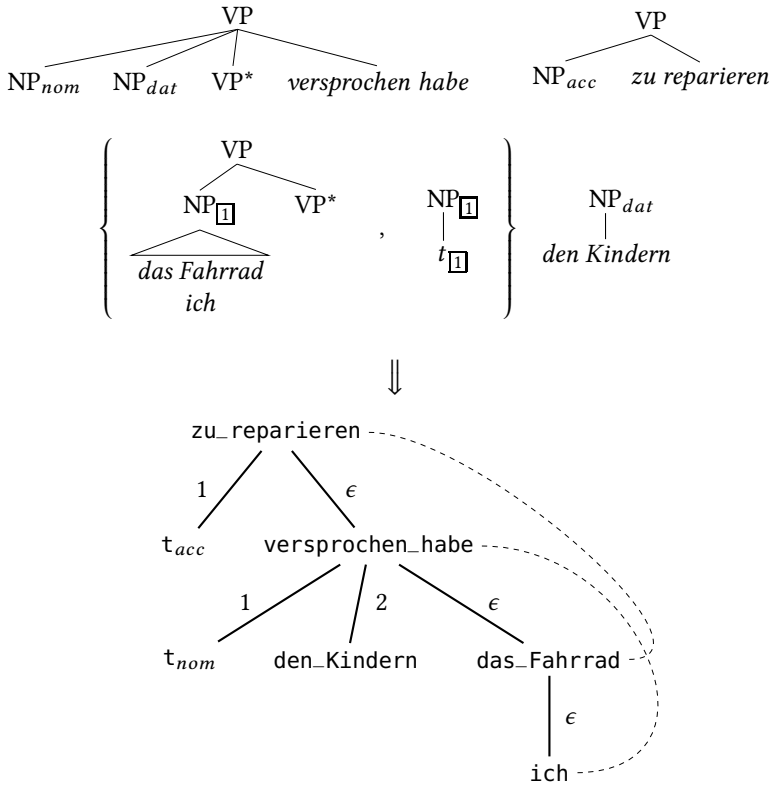 VP VP
NP_nom NP_dat VP* versprochen habe NP_acc zu reparieren
VP
NP_1 VP* , NP_1 NP_dat
das Fahrrad t_1 den Kindern
ich
⇓
zu_reparieren
1 ϵ
t_acc versprochen_habe
1 2 ϵ
t_nom den_Kindern das_Fahrrad
ϵ
ich